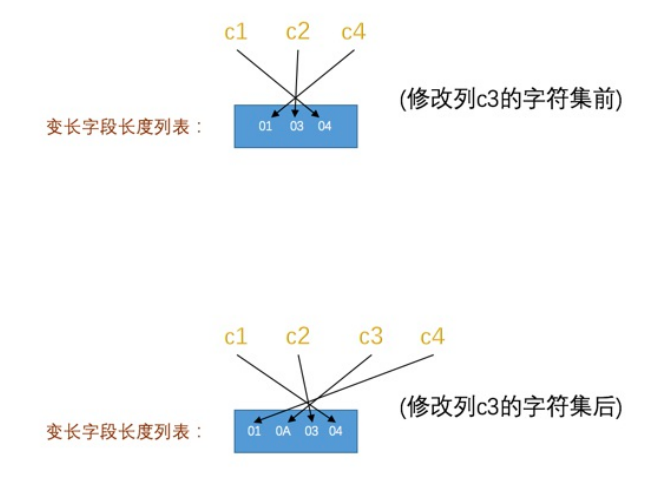 c1 c2 c4
(修改列c3的字符集前)
变长字段长度列表： 01 03 04
c1 c2 c3 c4
(修改列c3的字符集后)
变长字段长度列表： 01 0A 03 04